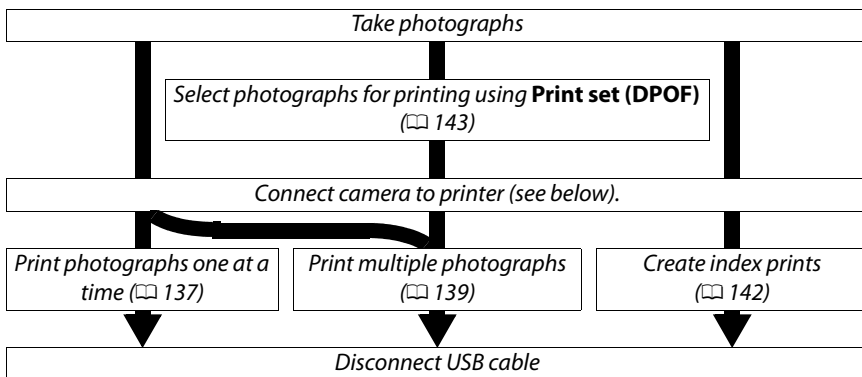 Take photographs
Select photographs for printing using Print set (DPOF)
(📖 143)
Connect camera to printer (see below).
Print photographs one at a
time (📖 137)
Print multiple photographs
(📖 139)
Create index prints
(📖 142)
Disconnect USB cable